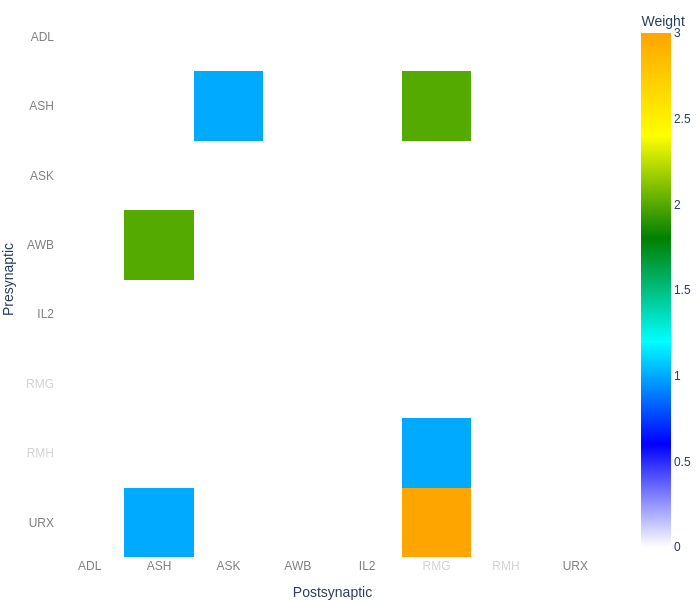 Weight
ADL
ASH
ASK
AWB
IL2
RMG
RMH
URX
Presynaptic
3
2.5
2
1.5
1
0.5
0
ADL ASH ASK AWB IL2 RMG RMH URX
Postsynaptic